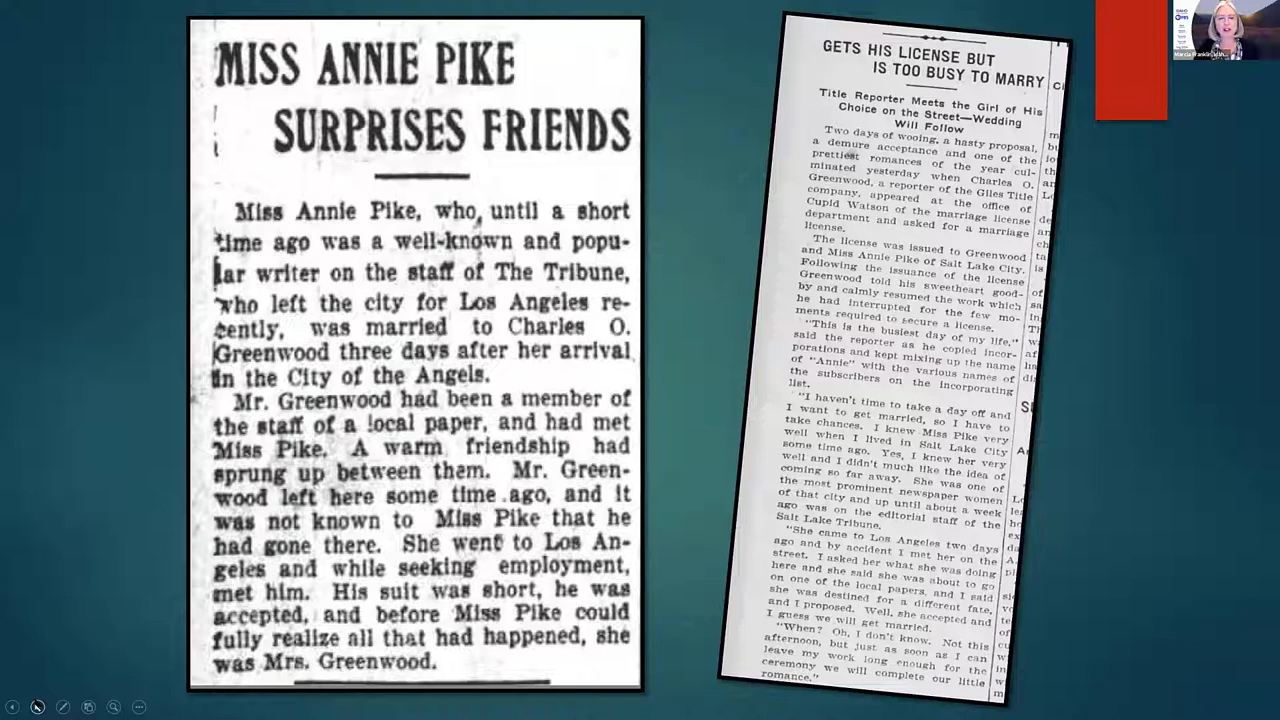 MISS ANNIE PIKE
SURPRISES FRIENDS
Miss Annie Pike, who, until a short
time ago was a well-known and popu-
lar writer on the staff of The Tribune,
who left the city for Los Angeles re-
cently, was married to Charles O.
Greenwood three days after her arrival
in the City of the Angels.
Mr. Greenwood had been a member of
the staff of a local paper, and had met
Miss Pike. A warm friendship had
sprung up between them. Mr. Green-
wood left here some time ago, and it
was not known to Miss Pike that he
had gone there. She went to Los An-
geles and while seeking employment,
met him. His suit was short, he was
accepted, and before Miss Pike could
fully realize all that had happened, she
was Mrs. Greenwood.
GETS HIS LICENSE BUT
IS TOO BUSY TO MARRY
Title Reporter Meets the Girl of His
Choice on the Street—Wedding
Will Follow
Two days of wooing, a hasty proposal,
a demure acceptance and one of the
prettiest romances of the year cul-
minated yesterday when Charles O.
Greenwood, a reporter of the Giles Title
company, appeared at the office of
Cupid Watson of the marriage license
department and asked for a marriage
license.
The license was issued to Greenwood
and Miss Annie Pike of Salt Lake City.
Following the issuance of the license
Greenwood told his sweetheart good-
by and calmly resumed the work which
he had interrupted for the few mo-
ments required to secure a license.
"This is the busiest day of my life,"
said the reporter as he copied incor-
porations and kept mixing up the name
of "Annie" with the various names of
the subscribers on the incorporating
list.
"I haven't time to take a day off and
I want to get married, so I have to
take chances. I knew Miss Pike very
well when I lived in Salt Lake City
some time ago. Yes, I knew her very
well and I didn't much like the idea of
coming so far away. She was one of
the most prominent newspaper women
of that city and up until about a week
ago was on the editorial staff of the
Salt Lake Tribune.
"She came to Los Angeles two days
ago and by accident I met her on the
street. I asked her what she was doing
here and she said she was about to go
on one of the local papers, and I said
she was destined for a different fate,
and I proposed. Well, she accepted and
I guess we will get married.
"When? Oh, I don't know. Not this
afternoon, but just as soon as I can
leave my work long enough for the
ceremony we will complete our little
romance."
IDAHO
PBS
Marcia Franklin